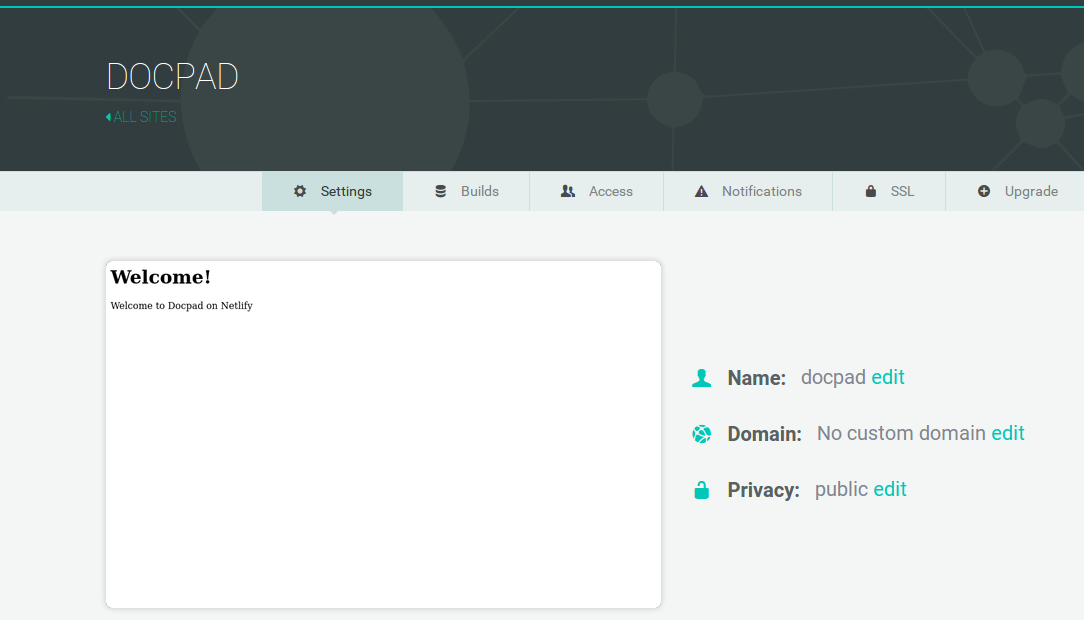 DOCPAD
ALL SITES
Settings Builds Access Notifications SSL Upgrade
Welcome!
Welcome to Docpad on Netlify
Name: docpad edit
Domain: No custom domain edit
Privacy: public edit